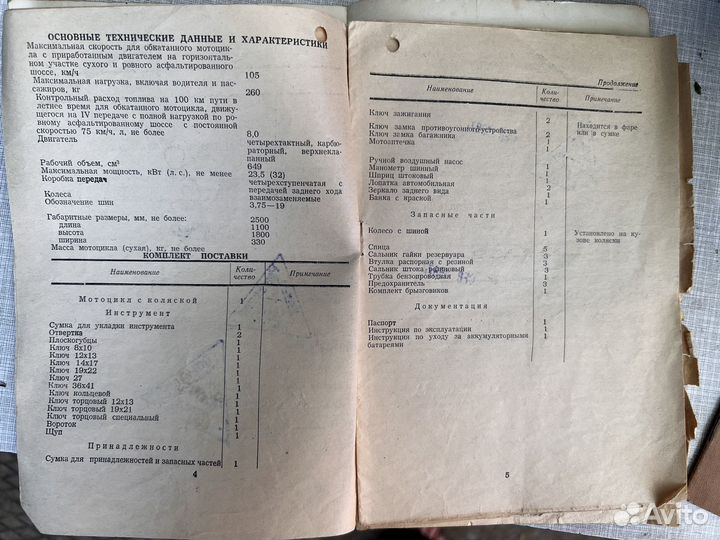 ОСНОВНЫЕ ТЕХНИЧЕСКИЕ ДАННЫЕ И ХАРАКТЕРИСТИКИ
Максимальная скорость для обкатанного мотоцик-
ла с приработанным двигателем на горизонталь-
ном участке сухого и ровного асфальтированного
шоссе, км/ч 105
Максимальная нагрузка, включая водителя и пас-
сажиров, кг 260
Контрольный расход топлива на 100 км пути в
летнее время для обкатанного мотоцикла, движу-
щегося на IV передаче с полной нагрузкой по ро-
вному асфальтированному шоссе с постоянной
скоростью 75 км/ч, л, не более 8,0
Двигатель четырехтактный, карбю-
раторный, верхнекла-
панный
Рабочий объем, см³ 649
Максимальная мощность, кВт (л. с.), не менее 23,5 (32)
Коробка передач четырехступенчатая с
передачей заднего хода
Колеса взаимозаменяемые
Обозначение шин 3,75—19
Габаритные размеры, мм, не более:
длина 2500
высота 1100
ширина 1800
Масса мотоцикла (сухая), кг, не более 330
КОМПЛЕКТ ПОСТАВКИ
Наименование Коли-
чество Примечание
Мотоцикл с коляской 1
Инструмент
Сумка для укладки инструмента 1
Отвертка 2
Плоскогубцы 1
Ключ 8х10 1
Ключ 12х13 1
Ключ 14х17 1
Ключ 19х22 1
Ключ 27 1
Ключ 36х41 1
Ключ кольцевой 1
Ключ торцовый 12х13 1
Ключ торцовый 19х21 1
Ключ торцовый специальный 1
Вороток 1
Щуп 1
Принадлежности
Сумка для принадлежностей и запасных частей 1
4
Продолжение
Наименование Коли-
чество Примечание
Ключ зажигания 2 Находится в фаре
или в сумке
Ключ замка противоугонного устройства 2
Ключ замка багажника 2
Мотоаптечка 1
Ручной воздушный насос 1
Манометр шинный 1
Шприц штоковый 1
Лопатка автомобильная 1
Зеркало заднего вида 2
Банка с краской 1
Запасные части
Колесо с шиной 1 Установлено на ку-
зове коляски
Спица 5
Сальник гайки резервуара 3
Втулка распорная с резиной 3
Сальник штока резиновый 3
Трубка бензопроводная 1
Предохранитель 3
Комплект брызговиков 1
Документация
Паспорт 1
Инструкция по эксплуатации 1
Инструкция по уходу за аккумуляторными
батареями 1
5
Avito